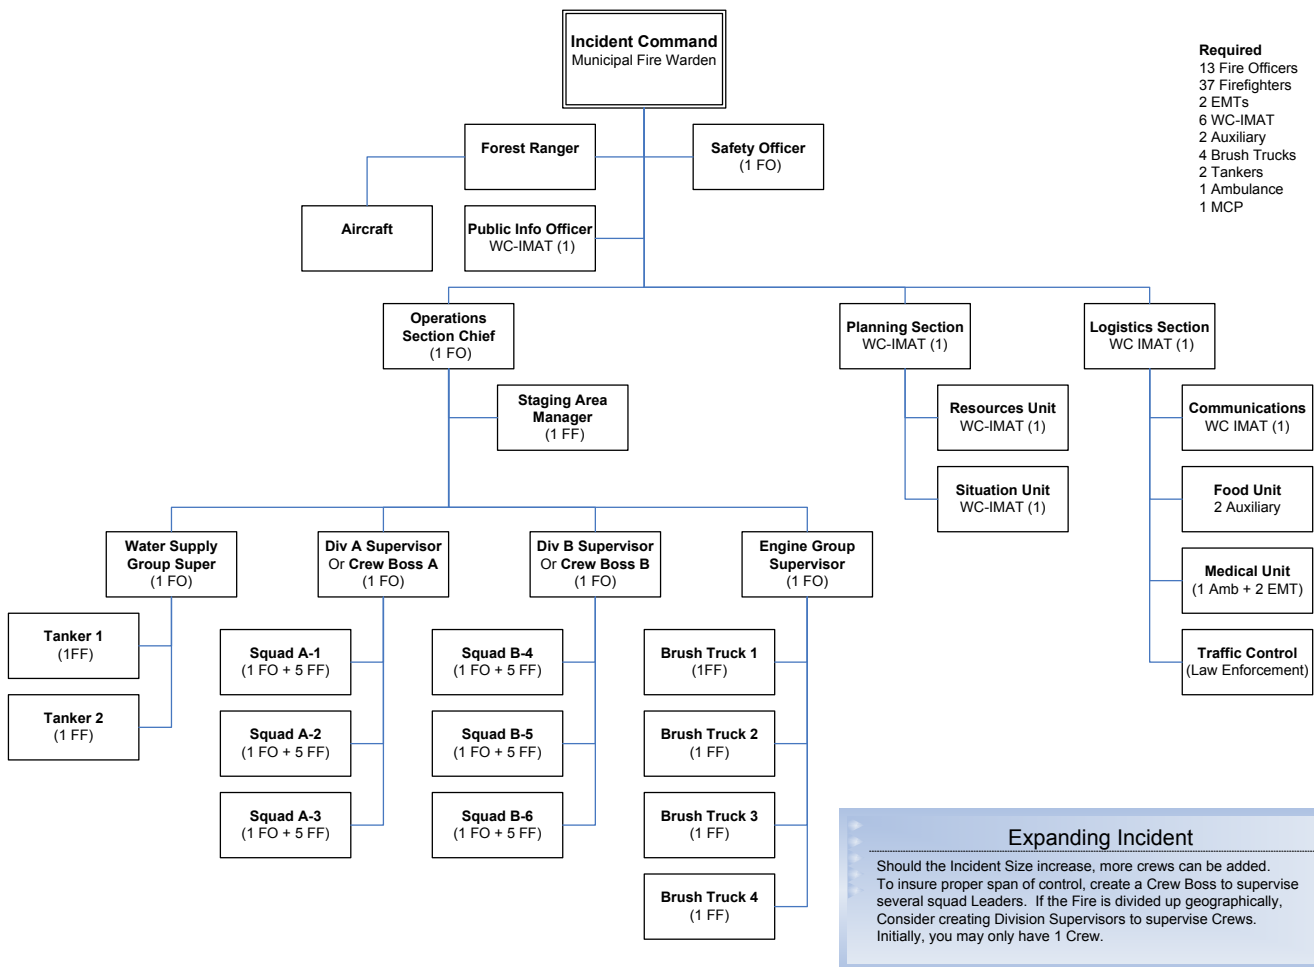 Incident Command
Municipal Fire Warden
Required
13 Fire Officers
37 Firefighters
2 EMTs
6 WC-IMAT
2 Auxiliary
4 Brush Trucks
2 Tankers
1 Ambulance
1 MCP
Forest Ranger
Safety Officer
(1 FO)
Aircraft
Public Info Officer
WC-IMAT (1)
Operations
Section Chief
(1 FO)
Planning Section
WC-IMAT (1)
Logistics Section
WC IMAT (1)
Staging Area
Manager
(1 FF)
Resources Unit
WC-IMAT (1)
Communications
WC IMAT (1)
Situation Unit
WC-IMAT (1)
Food Unit
2 Auxiliary
Water Supply
Group Super
(1 FO)
Div A Supervisor
Or Crew Boss A
(1 FO)
Div B Supervisor
Or Crew Boss B
(1 FO)
Engine Group
Supervisor
(1 FO)
Medical Unit
(1 Amb + 2 EMT)
Traffic Control
(Law Enforcement)
Tanker 1
(1FF)
Tanker 2
(1 FF)
Squad A-1
(1 FO + 5 FF)
Squad A-2
(1 FO + 5 FF)
Squad A-3
(1 FO + 5 FF)
Squad B-4
(1 FO + 5 FF)
Squad B-5
(1 FO + 5 FF)
Squad B-6
(1 FO + 5 FF)
Brush Truck 1
(1FF)
Brush Truck 2
(1 FF)
Brush Truck 3
(1 FF)
Brush Truck 4
(1 FF)
Expanding Incident
Should the Incident Size increase, more crews can be added.
To insure proper span of control, create a Crew Boss to supervise
several squad Leaders.  If the Fire is divided up geographically,
Consider creating Division Supervisors to supervise Crews.
Initially, you may only have 1 Crew.